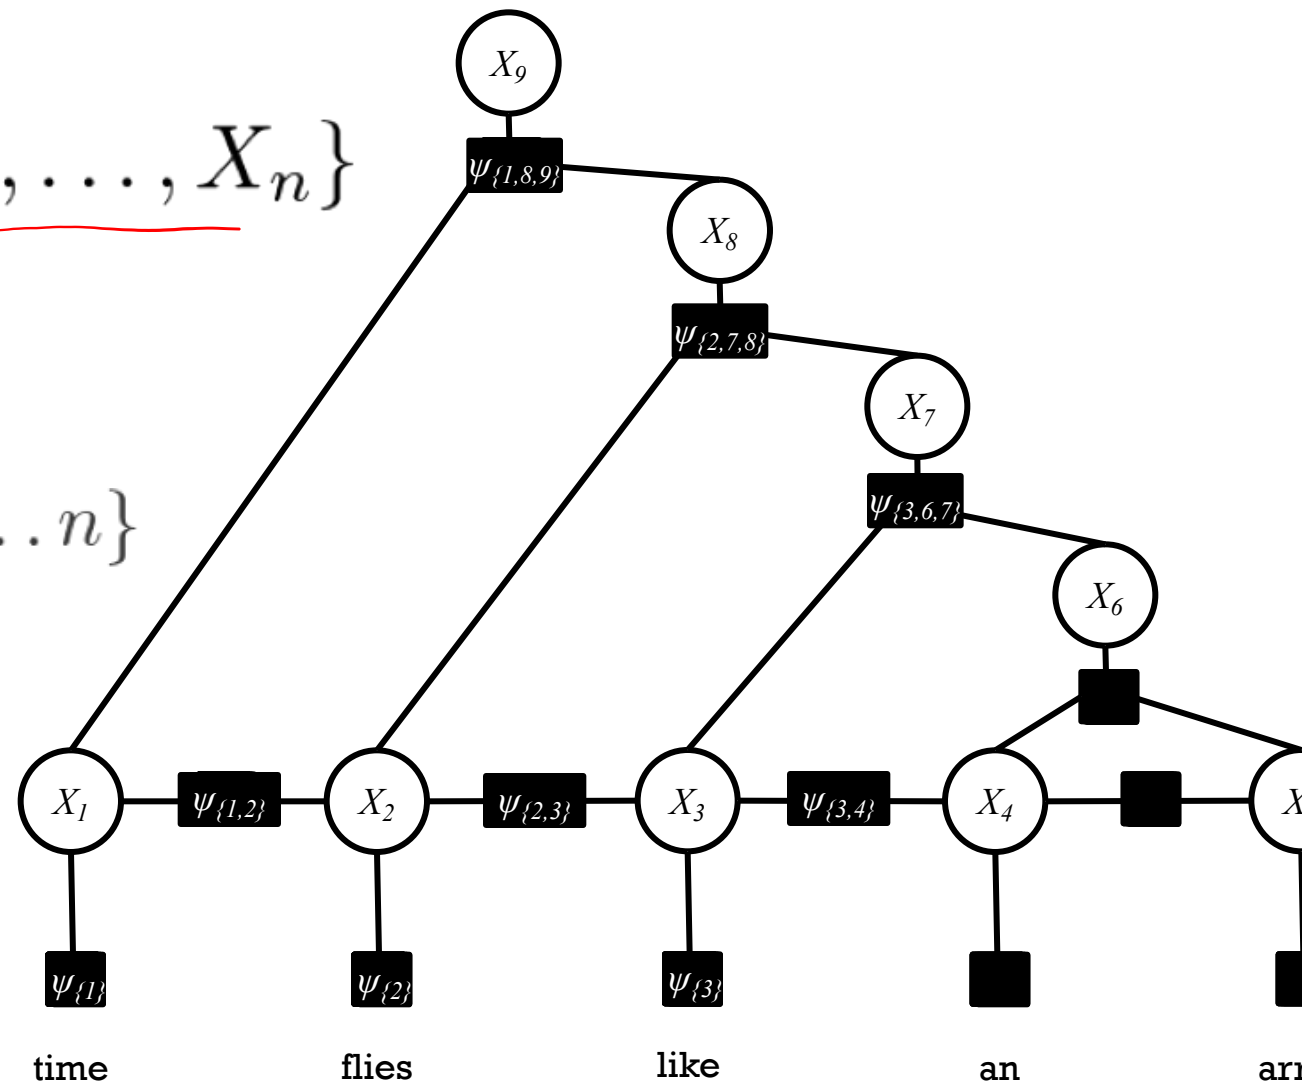 X_9
, . . . , X_n}
ψ_{1,8,9}
X_8
ψ_{2,7,8}
X_7
ψ_{3,6,7}
. . n}
X_6
X_1 ψ_{1,2} X_2 ψ_{2,3} X_3 ψ_{3,4} X_4 X
ψ_{1} ψ_{2} ψ_{3}
time flies like an arr